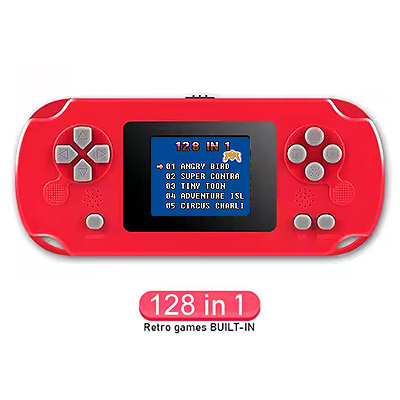 128 IN 1
01 ANGRY BIRD
02 SUPER CONTRA
03 TINY TOON
04 ADVENTURE ISL
05 CIRCUS CHARLI
128 in 1
Retro games BUILT-IN